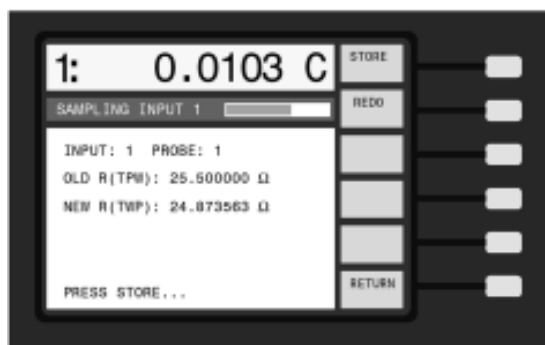 1: 0.0103 C
STORE
SAMPLING INPUT 1
REDO
INPUT: 1 PROBE: 1
OLD R(TPW): 25.500000 Ω
NEW R(TWP): 24.873563 Ω
PRESS STORE...
RETURN